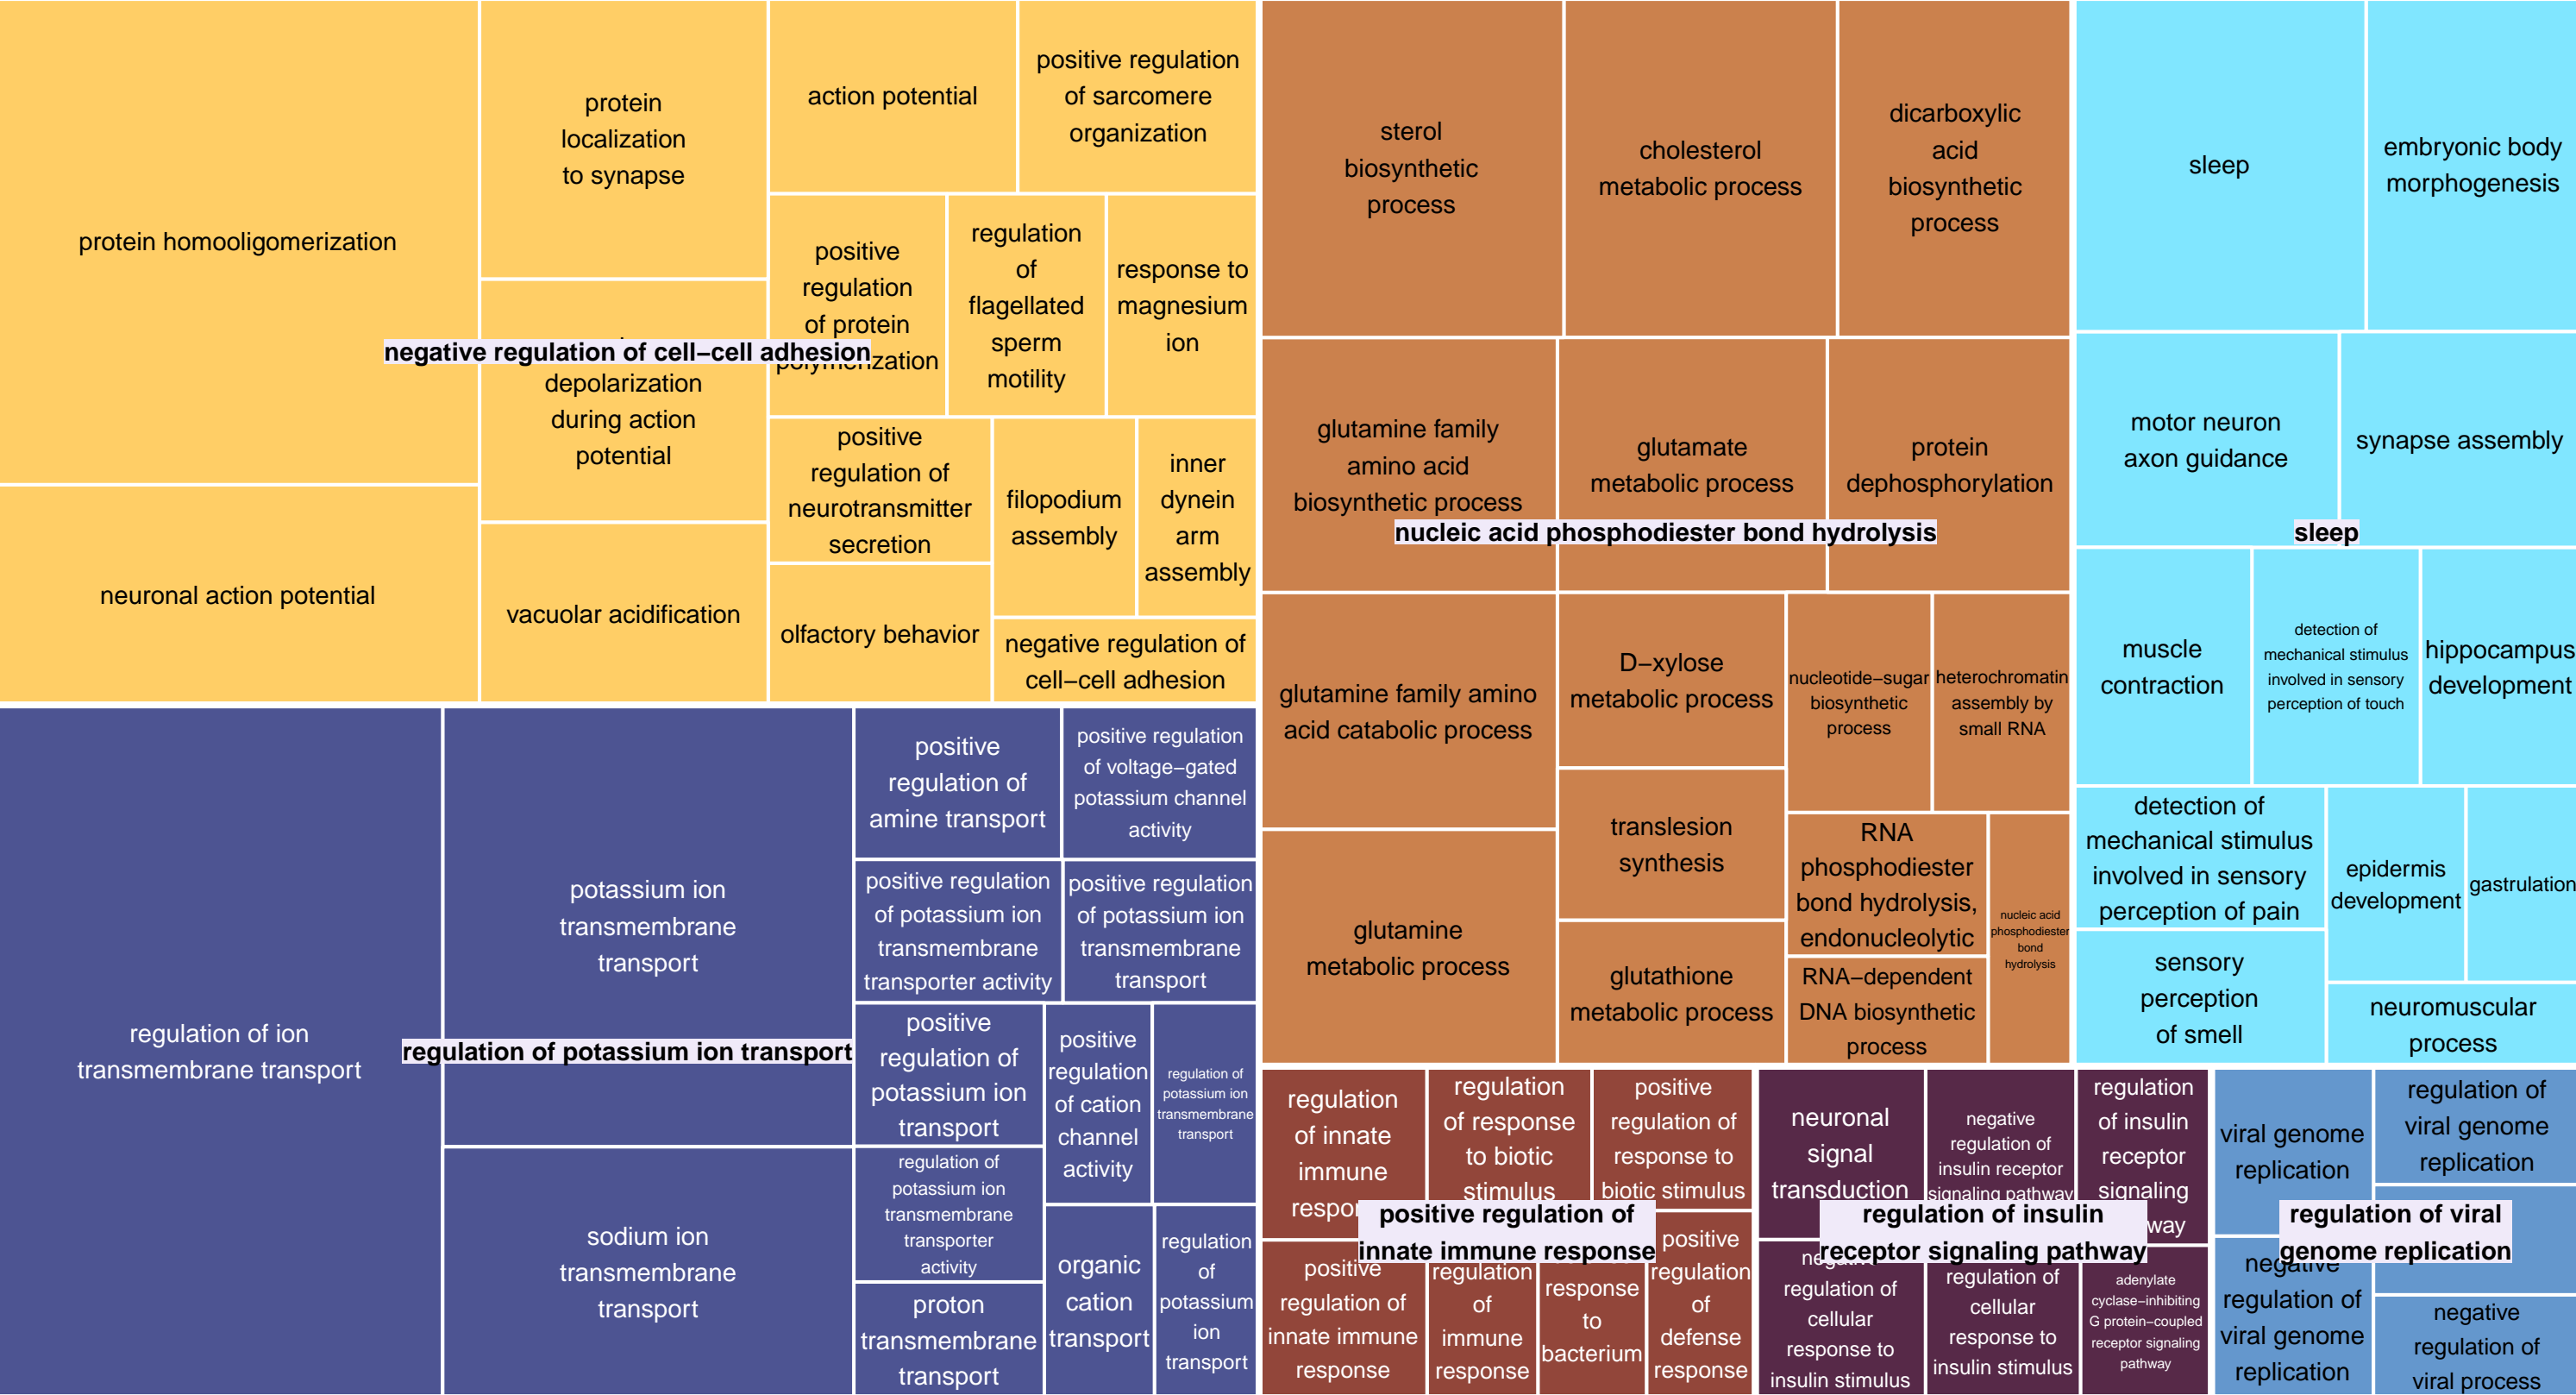 protein homooligomerization
neuronal action potential
protein
localization
to synapse
depolarization
during action
potential
vacuolar acidification
action potential
positive regulation
of sarcomere
organization
positive
regulation
of protein
polymerization
regulation
of
flagellated
sperm
motility
response to
magnesium
ion
positive
regulation of
neurotransmitter
secretion
filopodium
assembly
inner
dynein
arm
assembly
olfactory behavior
negative regulation of
cell−cell adhesion
negative regulation of cell−cell adhesion
regulation of ion
transmembrane transport
potassium ion
transmembrane
transport
sodium ion
transmembrane
transport
positive
regulation of
amine transport
positive regulation
of voltage−gated
potassium channel
activity
positive regulation
of potassium ion
transmembrane
transporter activity
positive regulation
of potassium ion
transmembrane
transport
positive
regulation of
potassium ion
transport
positive
regulation
of cation
channel
activity
regulation of
potassium ion
transmembrane
transport
regulation of
potassium ion
transmembrane
transporter
activity
proton
transmembrane
transport
organic
cation
transport
regulation
of
potassium
ion
transport
regulation of potassium ion transport
sterol
biosynthetic
process
cholesterol
metabolic process
dicarboxylic
acid
biosynthetic
process
glutamine family
amino acid
biosynthetic process
glutamate
metabolic process
protein
dephosphorylation
glutamine family amino
acid catabolic process
glutamine
metabolic process
D−xylose
metabolic process
translesion
synthesis
glutathione
metabolic process
nucleotide−sugar
biosynthetic
process
heterochromatin
assembly by
small RNA
RNA
phosphodiester
bond hydrolysis,
endonucleolytic
RNA−dependent
DNA biosynthetic
process
nucleic acid
phosphodiester
bond
hydrolysis
nucleic acid phosphodiester bond hydrolysis
sleep
embryonic body
morphogenesis
motor neuron
axon guidance
synapse assembly
sleep
muscle
contraction
detection of
mechanical stimulus
involved in sensory
perception of touch
hippocampus
development
detection of
mechanical stimulus
involved in sensory
perception of pain
epidermis
development
gastrulation
sensory
perception
of smell
neuromuscular
process
regulation
of innate
immune
respon
regulation
of response
to biotic
stimulus
positive
regulation of
response to
biotic stimulus
positive
regulation of
innate immune
response
regulation
of
immune
response
response
to
bacterium
positive
regulation
of
defense
response
positive regulation of
innate immune response
neuronal
signal
transduction
negative
regulation of
insulin receptor
signaling pathway
regulation
of insulin
receptor
signaling
way
negative
regulation of
cellular
response to
insulin stimulus
regulation of
cellular
response to
insulin stimulus
adenylate
cyclase−inhibiting
G protein−coupled
receptor signaling
pathway
regulation of insulin
receptor signaling pathway
viral genome
replication
regulation of
viral genome
replication
negative
regulation of
viral genome
replication
negative
regulation of
viral process
regulation of viral
genome replication